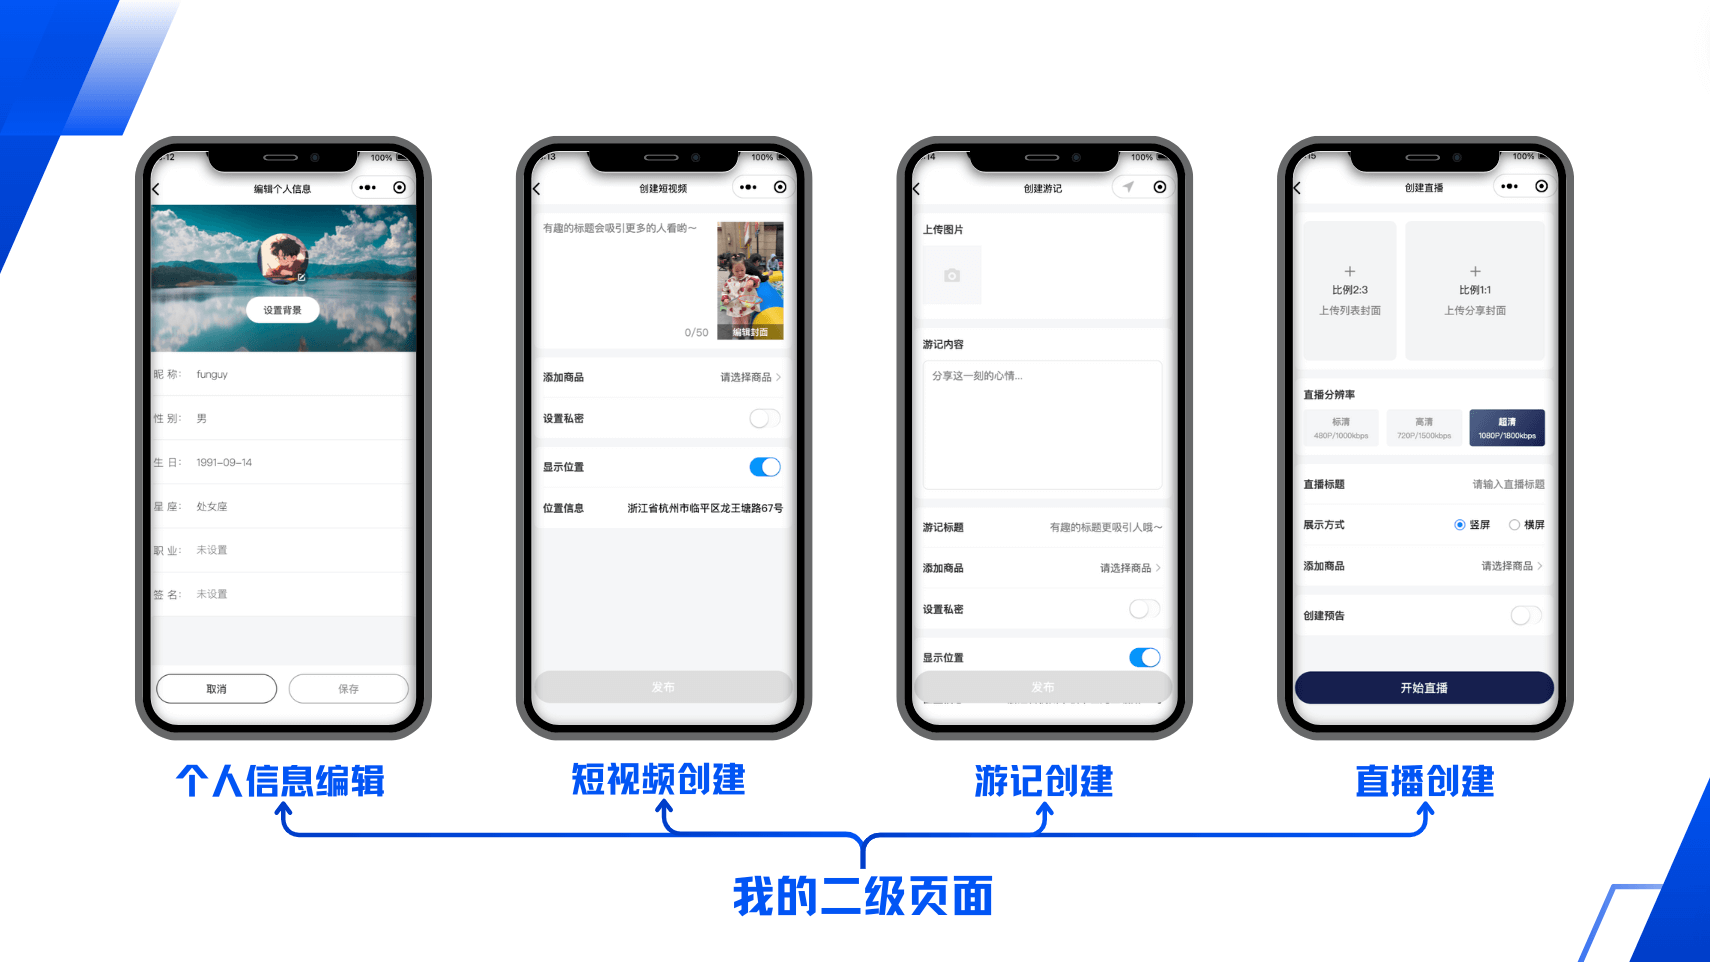 :12
100%
编辑个人信息
设置背景
昵 称: funguy
性 别: 男
生 日: 1991-09-14
星 座: 处女座
职 业: 未设置
签 名: 未设置
取消
保存
:13
100%
创建短视频
有趣的标题会吸引更多的人看哟～
0/50
编辑封面
添加商品
请选择商品
设置私密
显示位置
位置信息
浙江省杭州市临平区龙王塘路67号
发布
:14
100%
创建游记
上传图片
游记内容
分享这一刻的心情...
游记标题
有趣的标题更吸引人哦～
添加商品
请选择商品
设置私密
显示位置
发布
:15
100%
创建直播
比例2:3
上传列表封面
比例1:1
上传分享封面
直播分辨率
标清
480P/1000kbps
高清
720P/1500kbps
超清
1080P/1800kbps
直播标题
请输入直播标题
展示方式
竖屏
横屏
添加商品
请选择商品
创建预告
开始直播
个人信息编辑
短视频创建
游记创建
直播创建
我的二级页面